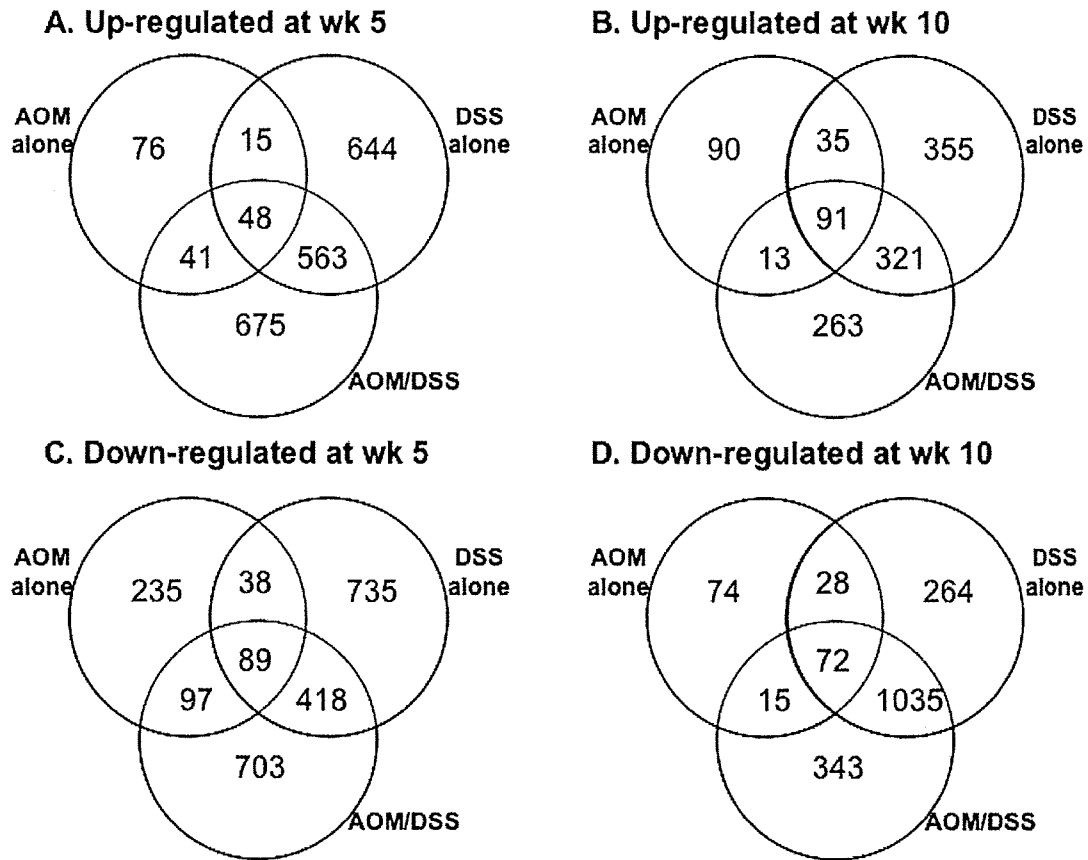 A. Up-regulated at wk 5
AOM
alone
76
15
644
DSS
alone
48
41
563
675
AOM/DSS
B. Up-regulated at wk 10
AOM
alone
90
35
355
DSS
alone
91
13
321
263
AOM/DSS
C. Down-regulated at wk 5
AOM
alone
235
38
735
DSS
alone
89
97
418
703
AOM/DSS
D. Down-regulated at wk 10
AOM
alone
74
28
264
DSS
alone
72
15
1035
343
AOM/DSS